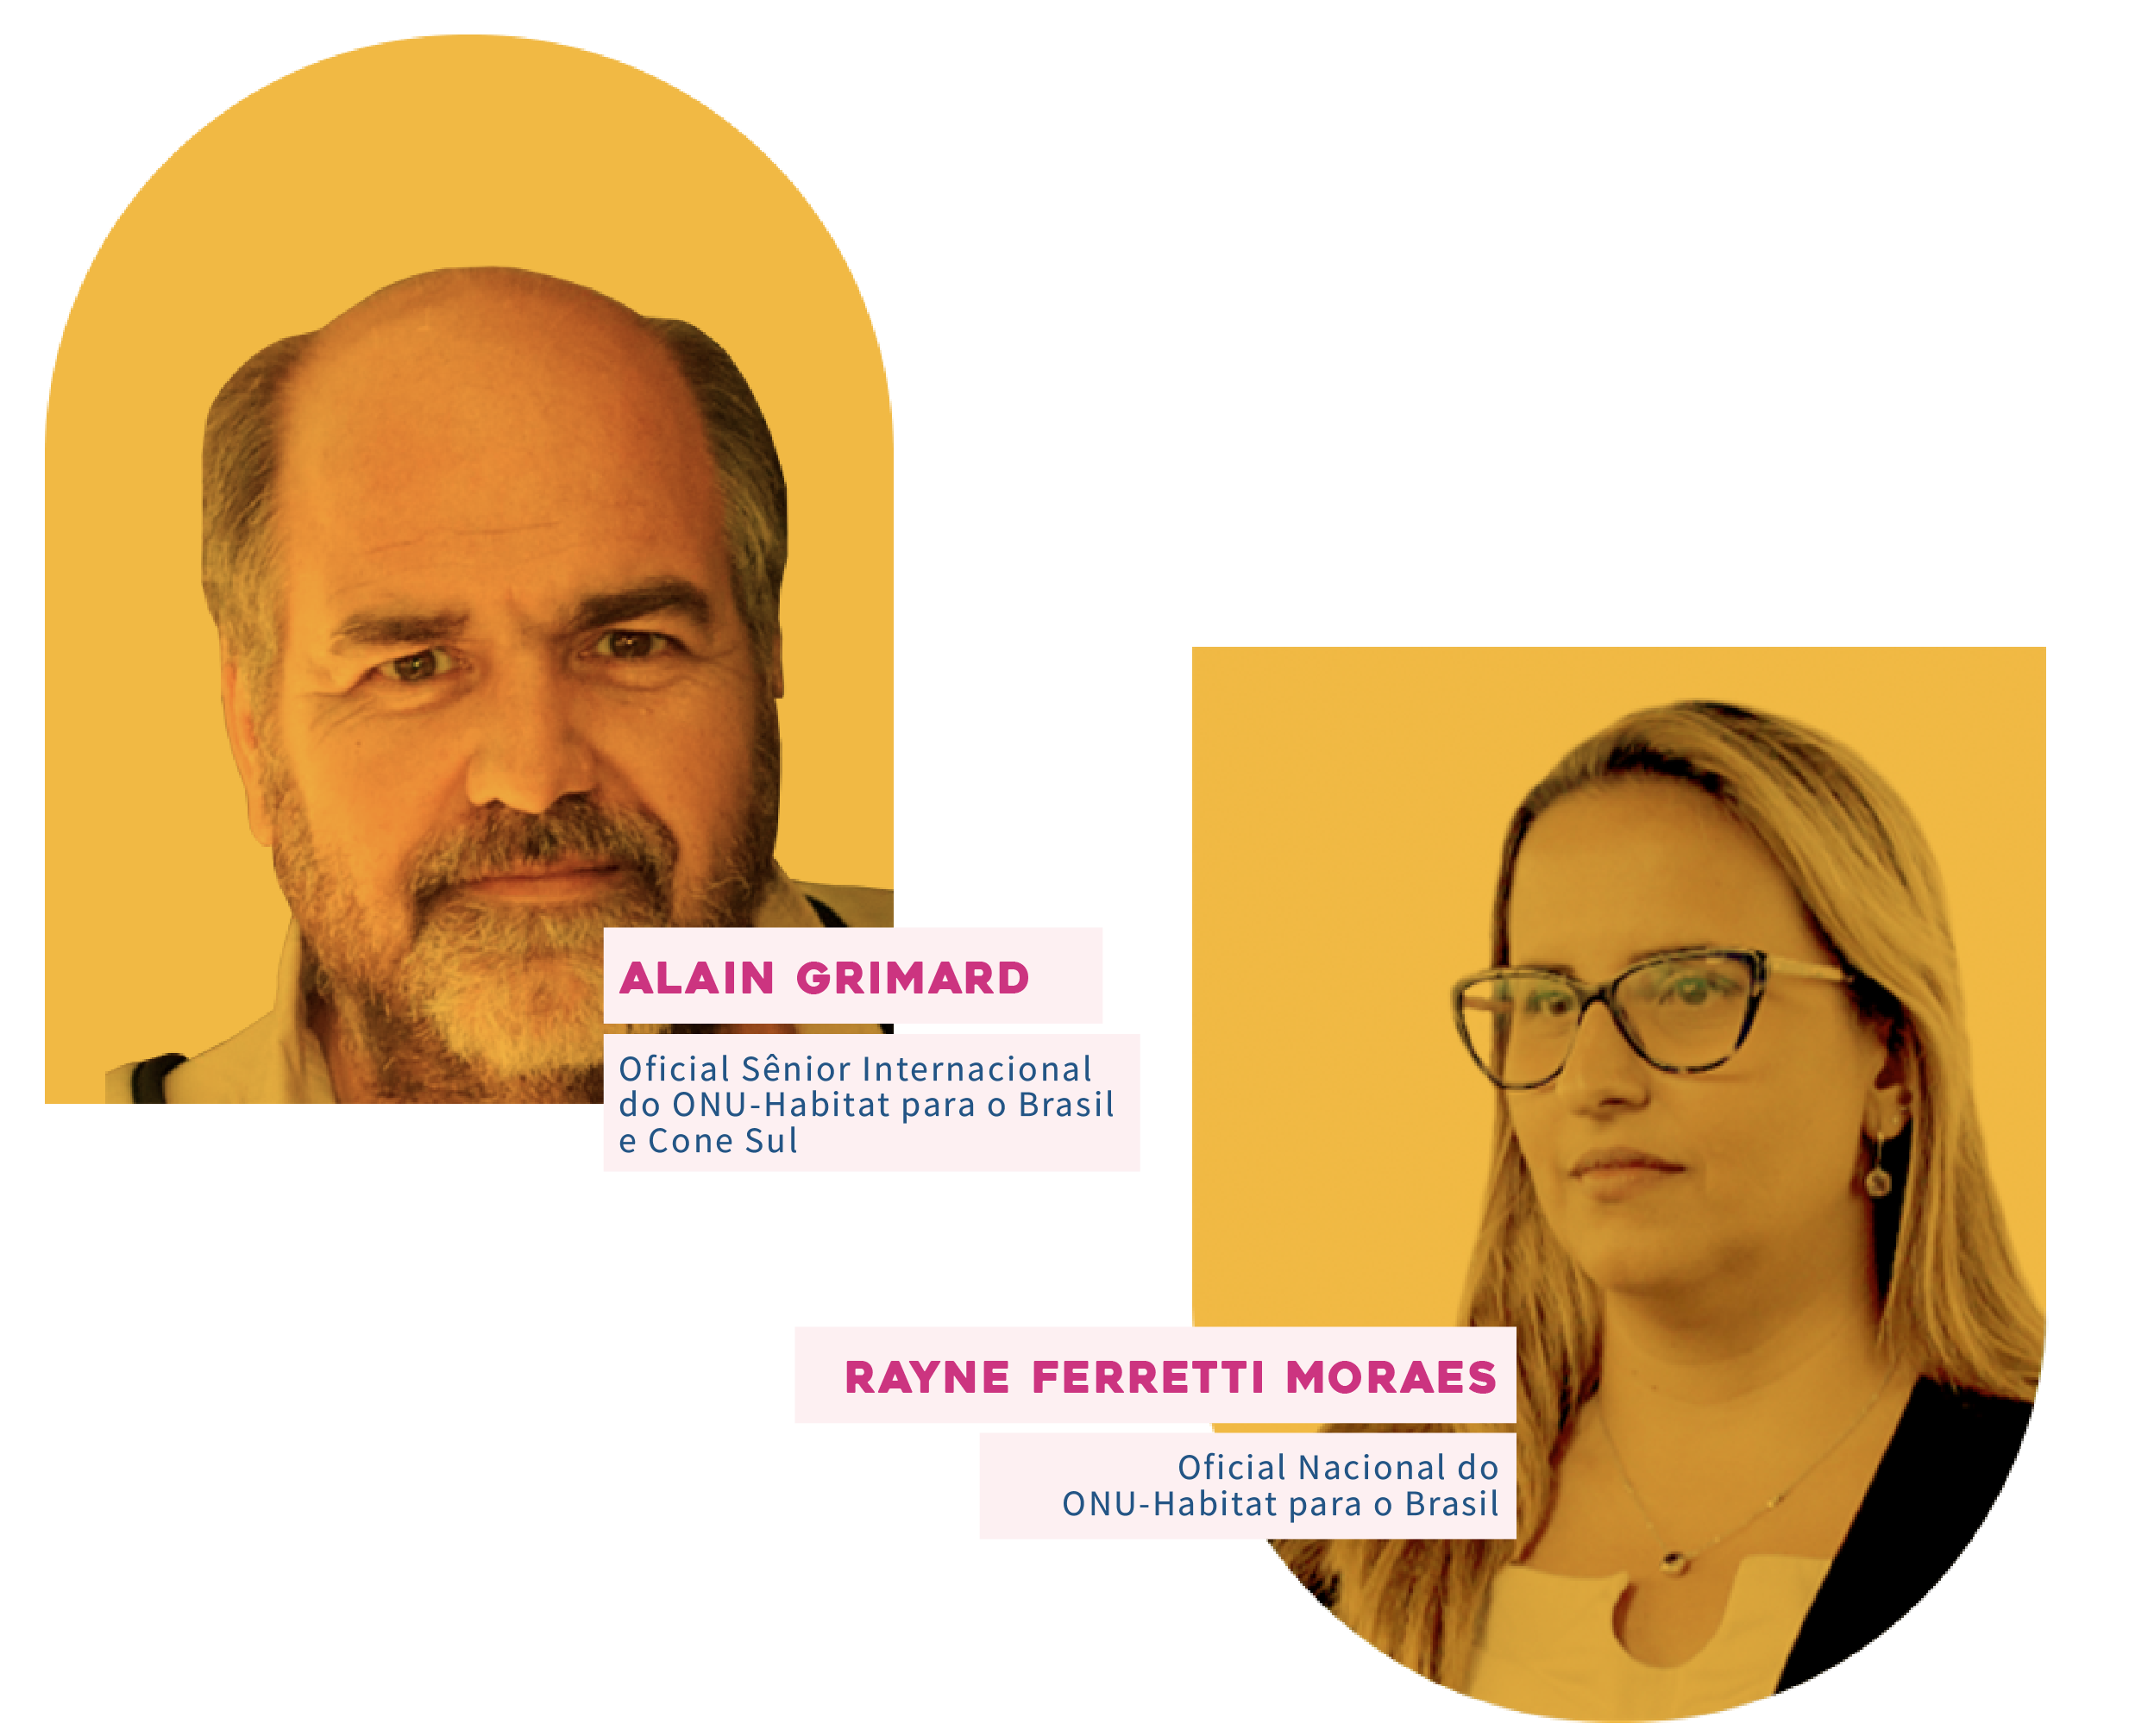 ALAIN GRIMARD
Oficial Sênior Internacional
do ONU-Habitat para o Brasil
e Cone Sul
RAYNE FERRETTI MORAES
Oficial Nacional do
ONU-Habitat para o Brasil